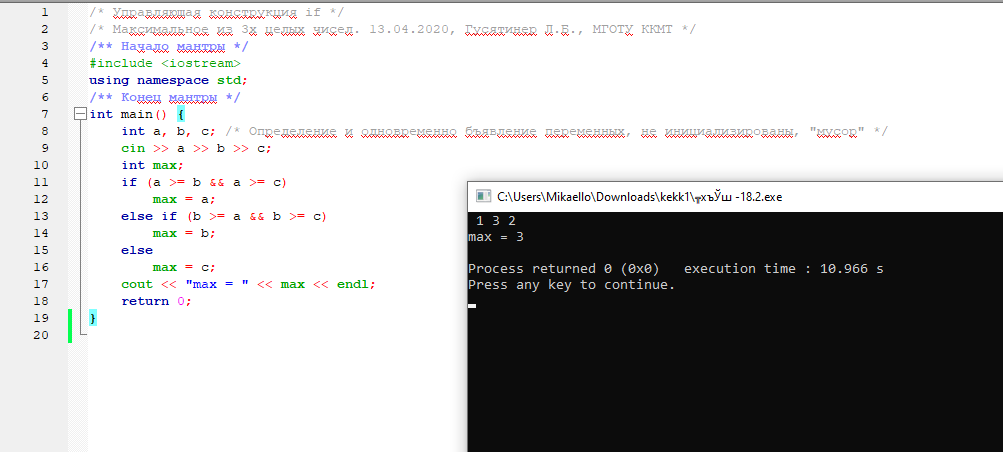 1 /* Управляющая конструкция if */
2 /* Максимальное из 3х целых чисел. 13.04.2020, Гусятинер Л.Б., МГОТУ ККМТ */
3 /** Начало мантры */
4 #include <iostream>
5 using namespace std;
6 /** Конец мантры */
7 int main() {
8 int a, b, c; /* Определение и одновременно бъявление переменных, не инициализированы, "мусор" */
9 cin >> a >> b >> c;
10 int max;
11 if (a >= b && a >= c)
12 max = a;
13 else if (b >= a && b >= c)
14 max = b;
15 else
16 max = c;
17 cout << "max = " << max << endl;
18 return 0;
19 }
20
C:\Users\Mikaello\Downloads\kekk1\╦хъЎш -18.2.exe
1 3 2
max = 3
Process returned 0 (0x0)   execution time : 10.966 s
Press any key to continue.